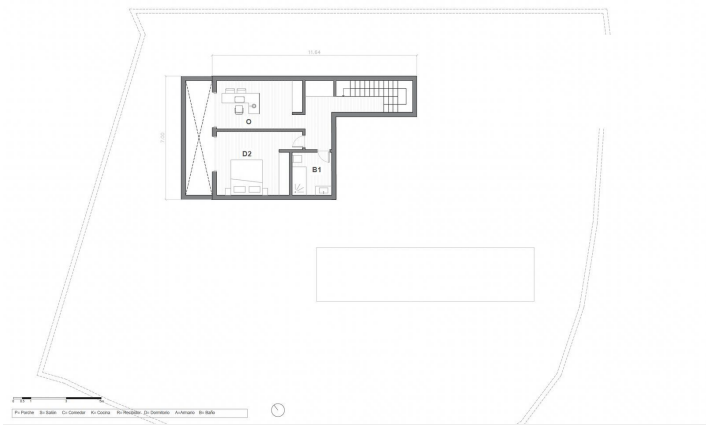 11.84
O
D2
B1
P= Porche S= Salón C= Comedor K= Cocina R= Recibidor D= Dormitorio A=Armario B= Baño